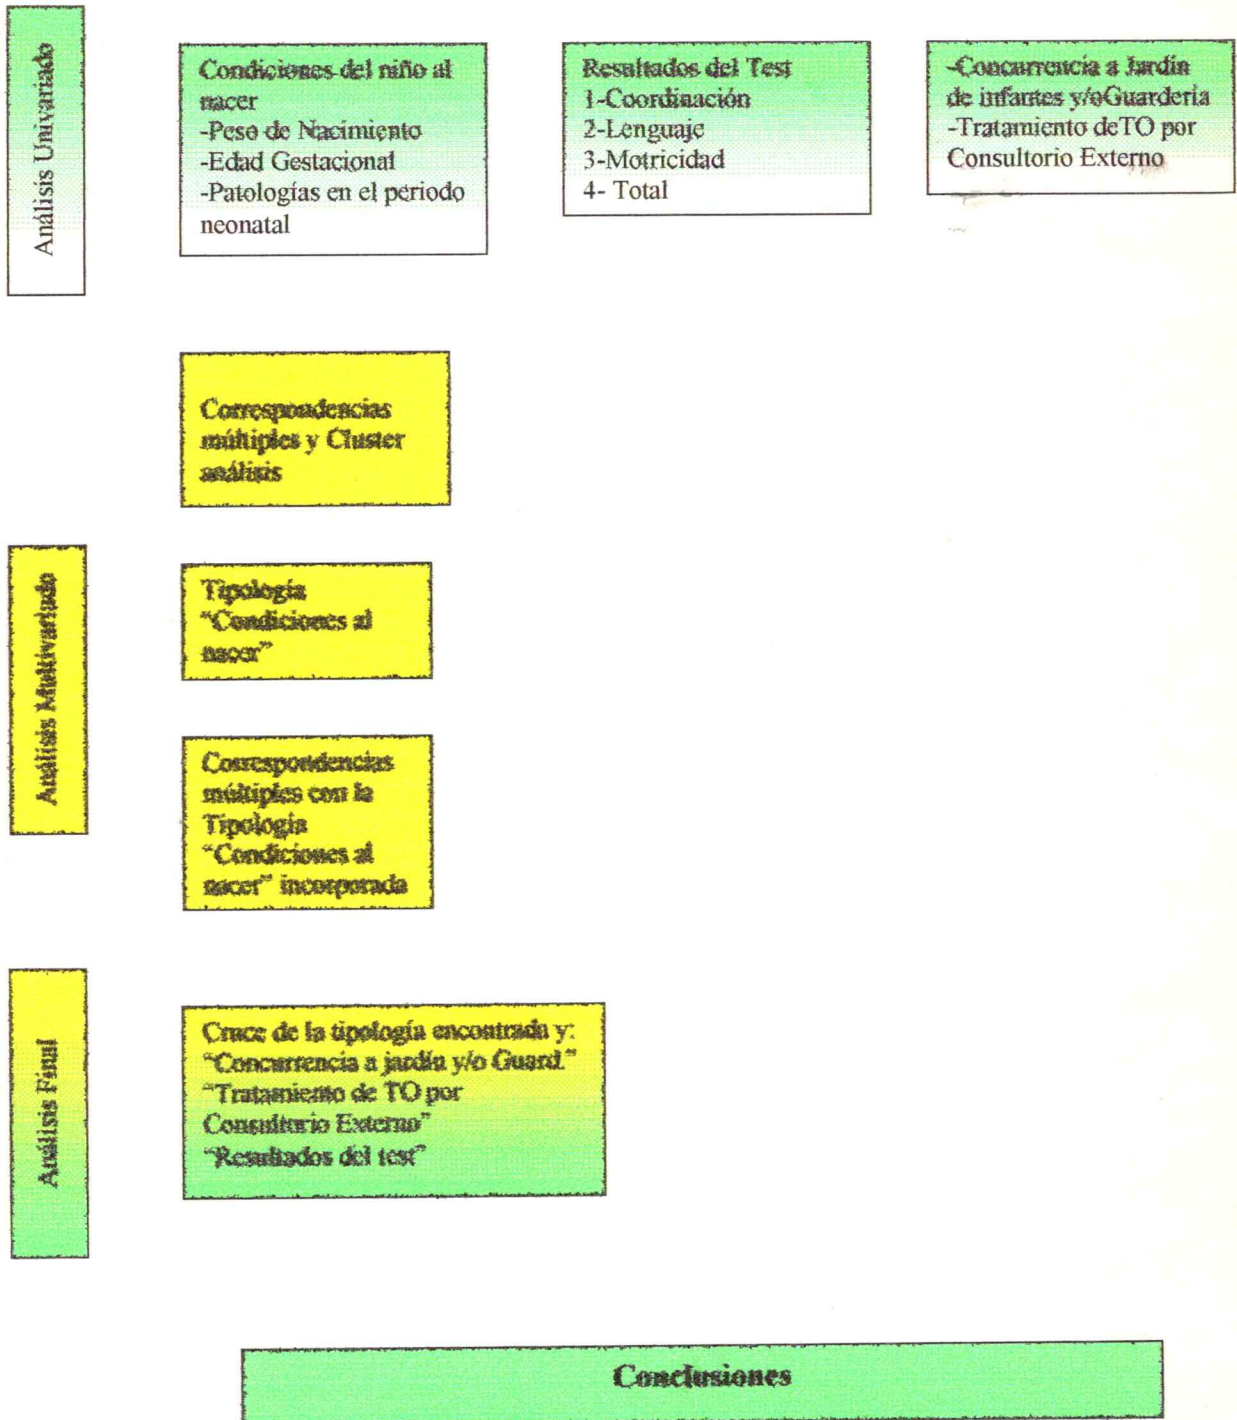 Análisis Univariado
Condiciones del niño al
nacer
-Peso de Nacimiento
-Edad Gestacional
-Patologías en el periodo
neonatal
Resultados del Test
1-Coordinación
2-Lenguaje
3-Motricidad
4- Total
-Concurrencia a Jardín
de infantes y/oGuardería
-Tratamiento deTO por
Consultorio Externo
Correspondencias
múltiples y Cluster
análisis
Análisis Multivariado
Tipología
“Condiciones al
nacer”
Correspondencias
múltiples con la
Tipología
“Condiciones al
nacer” incorporada
Análisis Final
Cruce de la tipología encontrada y:
“Concurrencia a jardín y/o Guard.”
“Tratamiento de TO por
Consultorio Externo”
“Resultados del test”
Conclusiones